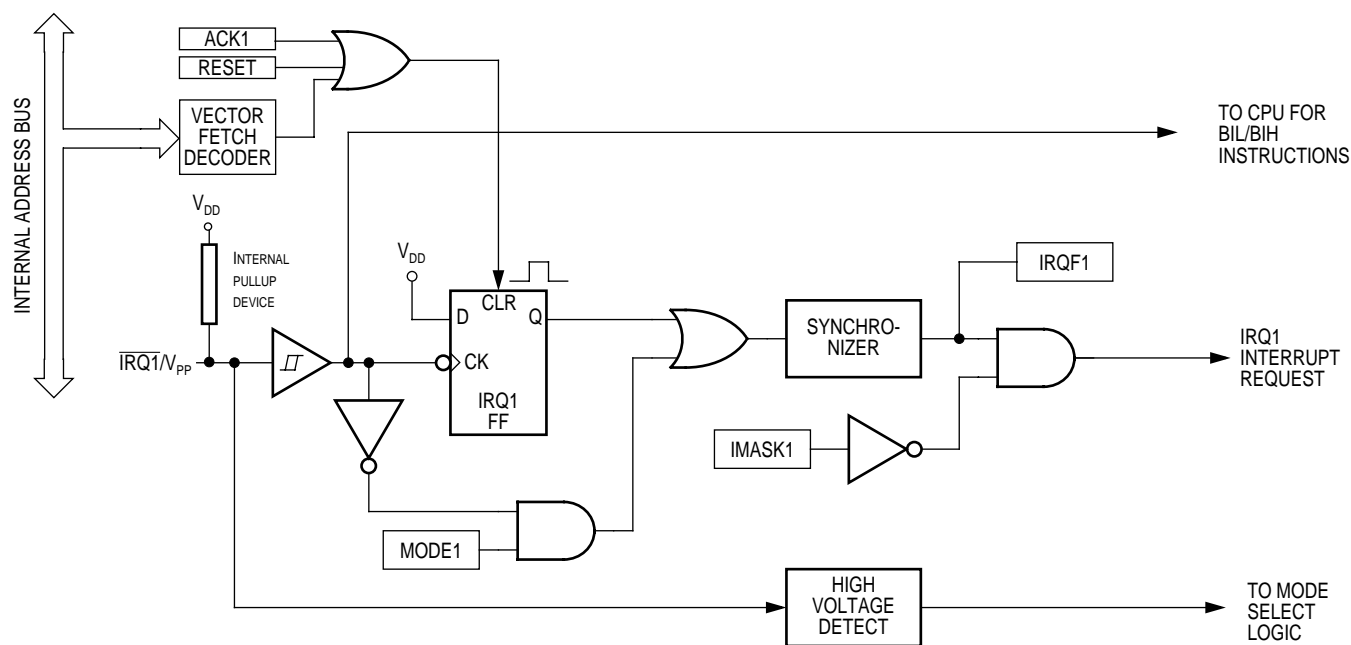 ACK1
RESET
VECTOR
FETCH
DECODER
INTERNAL ADDRESS BUS
TO CPU FOR
BIL/BIH
INSTRUCTIONS
VDD
INTERNAL
PULLUP
DEVICE
VDD
CLR
D
Q
CK
IRQ1
FF
IRQ1/VPP
SYNCHRO-
NIZER
IRQF1
IRQ1
INTERRUPT
REQUEST
IMASK1
MODE1
HIGH
VOLTAGE
DETECT
TO MODE
SELECT
LOGIC